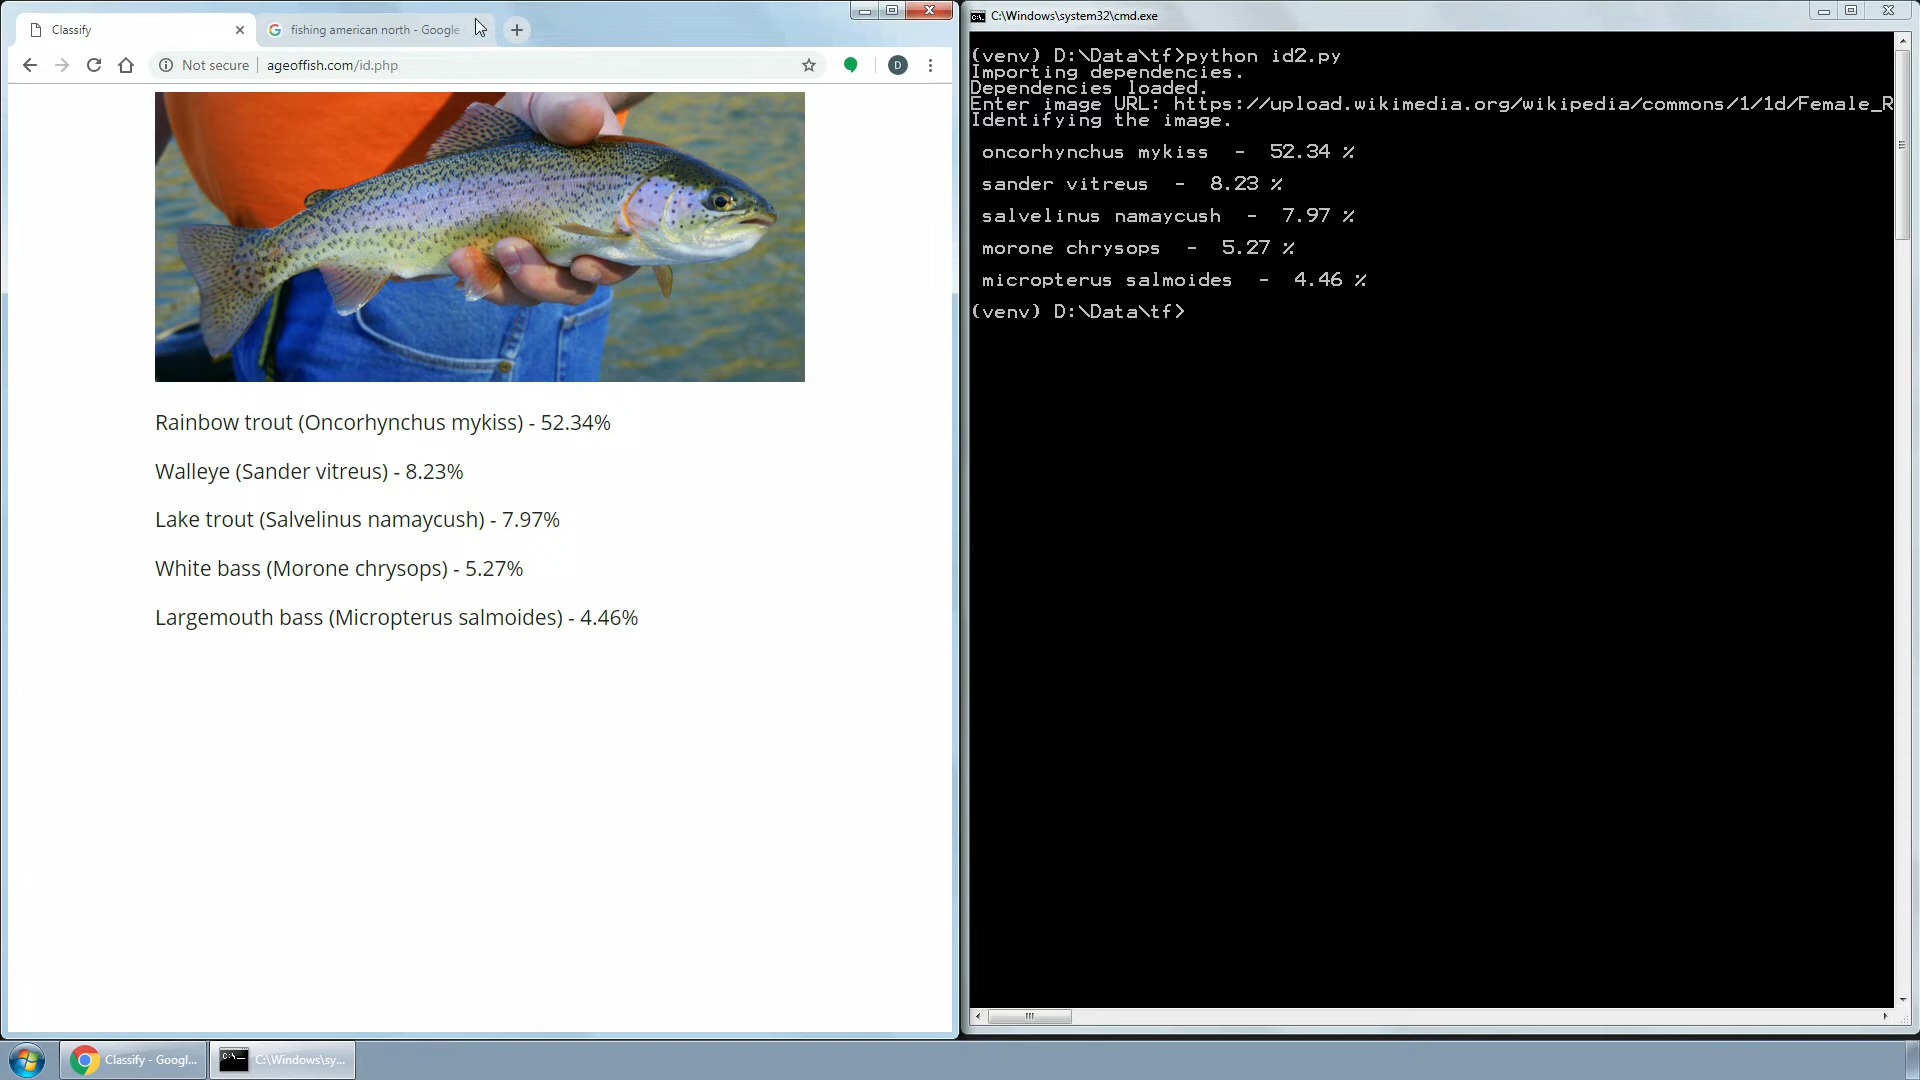 Classify
fishing american north - Google
Not secure
ageoffish.com/id.php
D
Rainbow trout (Oncorhynchus mykiss) - 52.34%
Walleye (Sander vitreus) - 8.23%
Lake trout (Salvelinus namaycush) - 7.97%
White bass (Morone chrysops) - 5.27%
Largemouth bass (Micropterus salmoides) - 4.46%
C:\Windows\system32\cmd.exe
(venv) D:\Data\tf>python id2.py
Importing dependencies.
Dependencies loaded.
Enter image URL: https://upload.wikimedia.org/wikipedia/commons/1/1d/Female_R
Identifying the image.
oncorhynchus mykiss - 52.34 %
sander vitreus - 8.23 %
salvelinus namaycush - 7.97 %
morone chrysops - 5.27 %
micropterus salmoides - 4.46 %
(venv) D:\Data\tf>
Classify - Googl...
C:\Windows\sy...